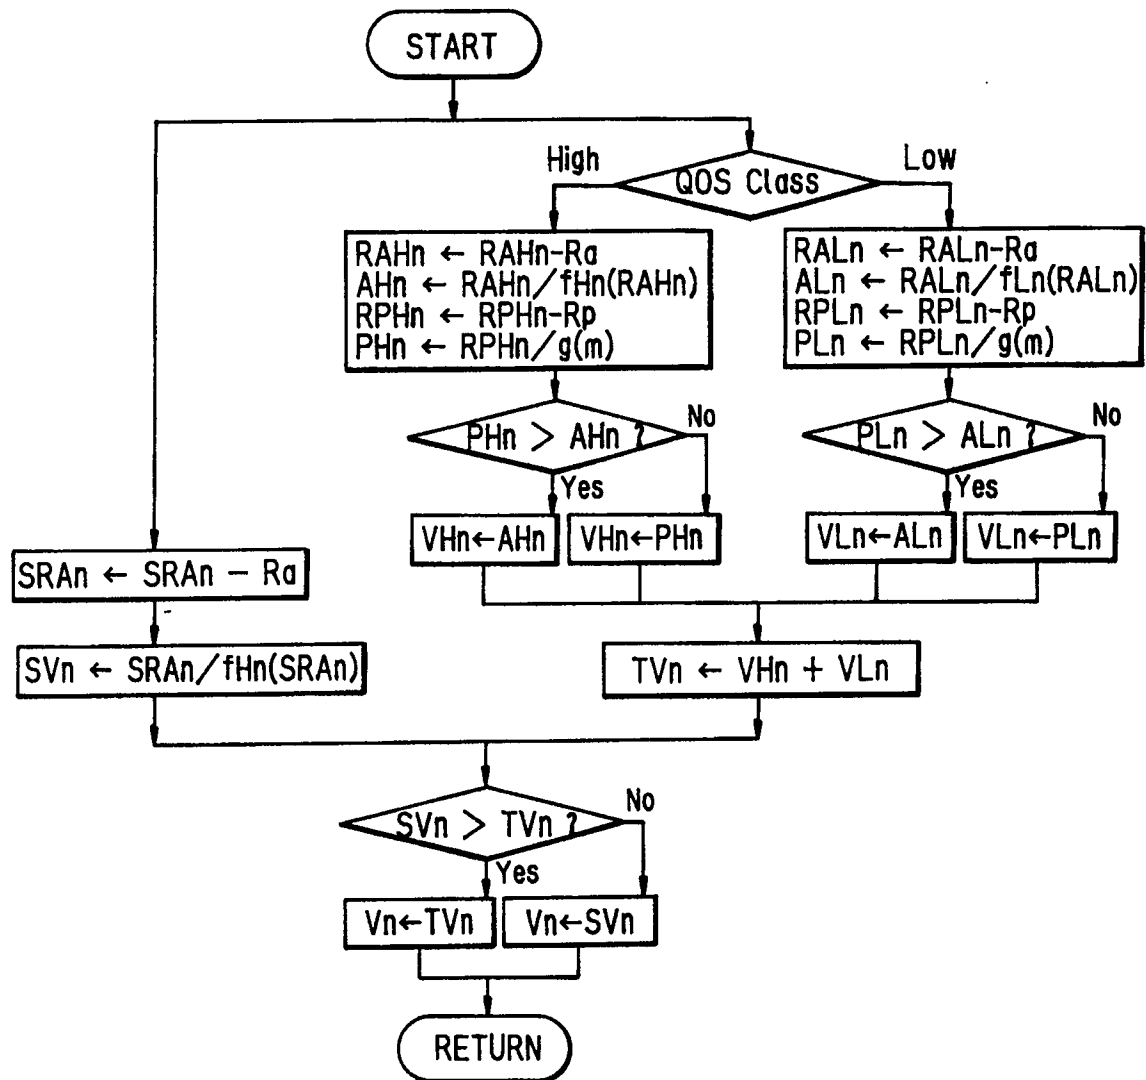 START
High
Low
QOS Class
RAHn ← RAHn-Ra
AHn ← RAHn/fHn(RAHn)
RPHn ← RPHn-Rp
PHn ← RPHn/g(m)
RALn ← RALn-Ra
ALn ← RALn/fLn(RALn)
RPLn ← RPLn-Rp
PLn ← RPLn/g(m)
PHn > AHn ?
No
Yes
PLn > ALn ?
No
Yes
VHn←AHn
VHn←PHn
VLn←ALn
VLn←PLn
SRAn ← SRAn - Ra
SVn ← SRAn/fHn(SRAn)
TVn ← VHn + VLn
SVn > TVn ?
No
Yes
Vn←TVn
Vn←SVn
RETURN